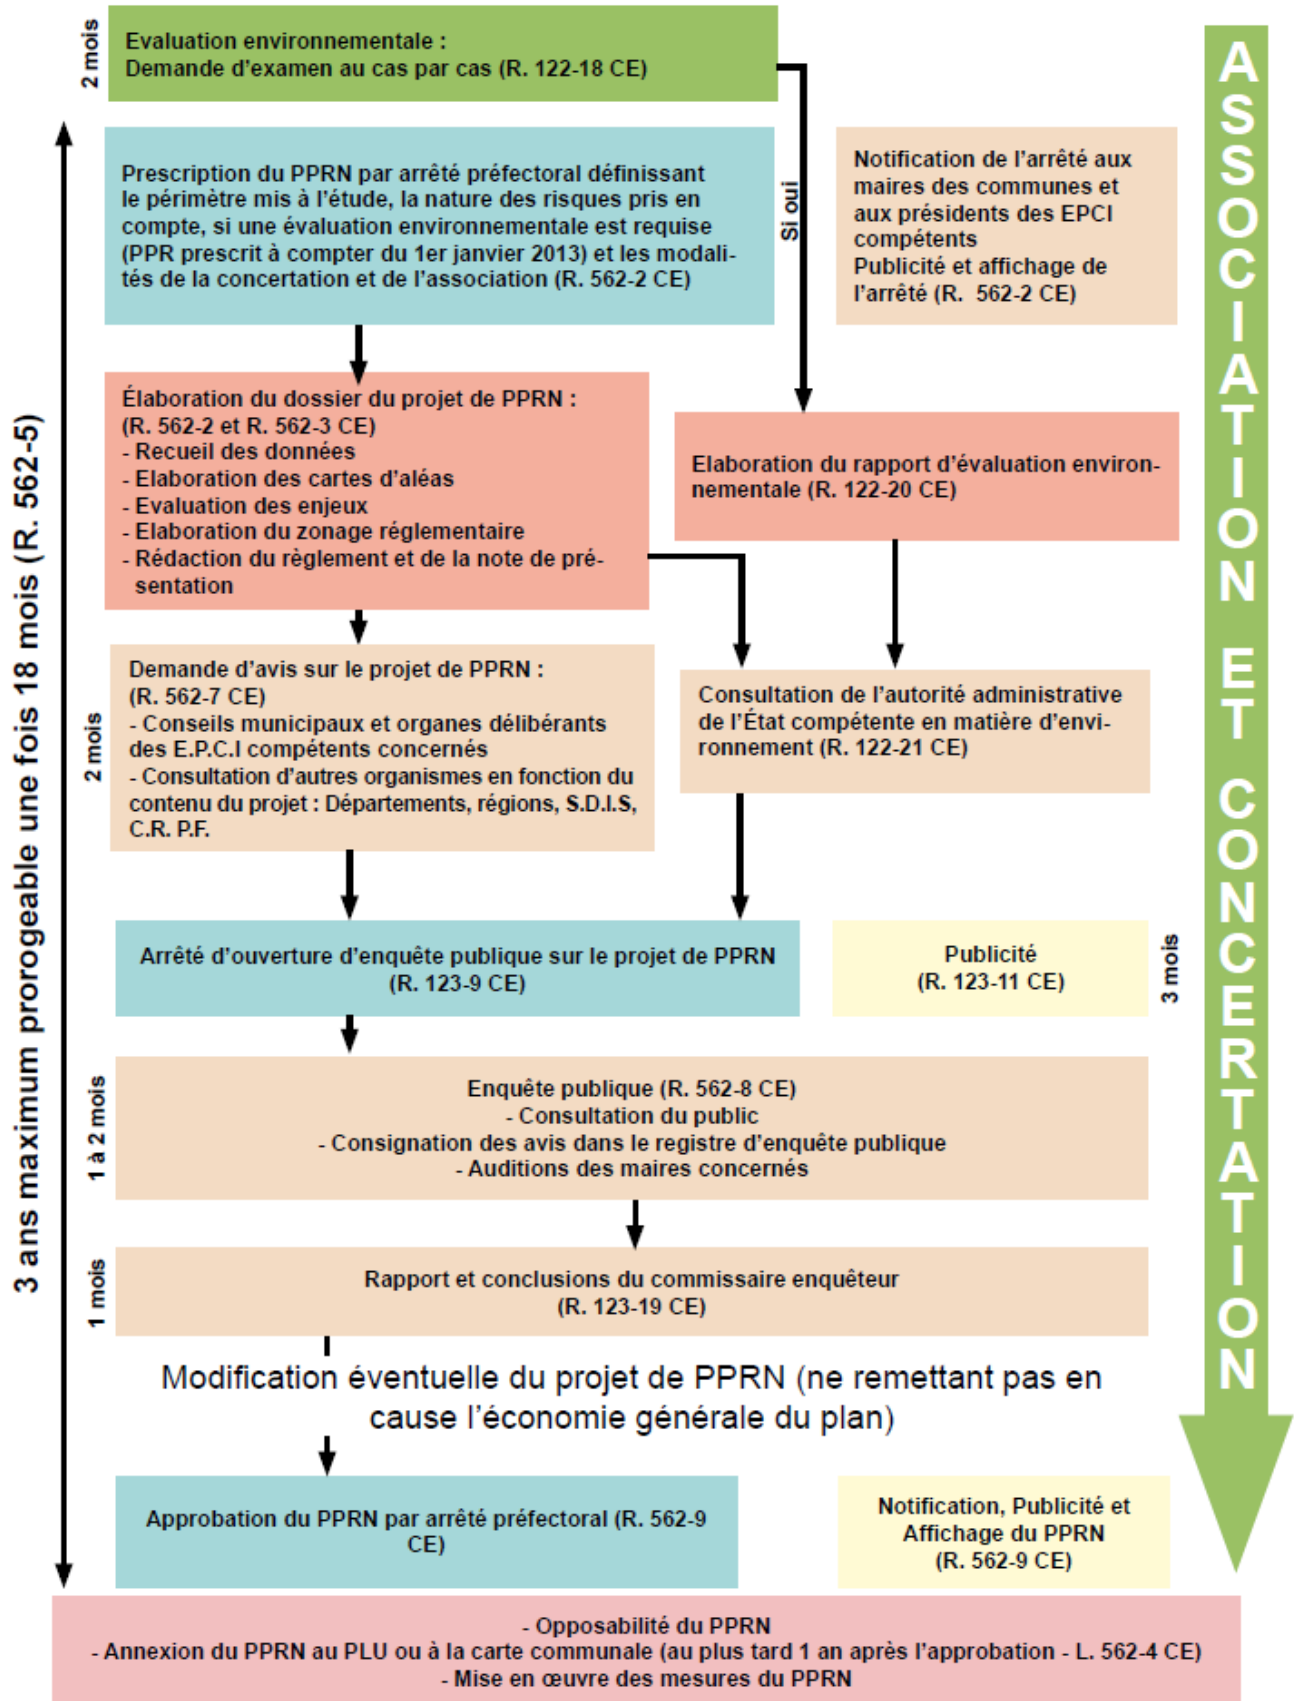 2 mois
Evaluation environnementale :
Demande d'examen au cas par cas (R. 122-18 CE)
3 ans maximum prorogeable une fois 18 mois (R. 562-5)
Prescription du PPRN par arrêté préfectoral définissant
le périmètre mis à l'étude, la nature des risques pris en
compte, si une évaluation environnementale est requise
(PPR prescrit à compter du 1er janvier 2013) et les modali-
tés de la concertation et de l'association (R. 562-2 CE)
Si oui
Notification de l'arrêté aux
maires des communes et
aux présidents des EPCI
compétents
Publicité et affichage de
l'arrêté (R. 562-2 CE)
Élaboration du dossier du projet de PPRN :
(R. 562-2 et R. 562-3 CE)
- Recueil des données
- Elaboration des cartes d'aléas
- Evaluation des enjeux
- Elaboration du zonage réglementaire
- Rédaction du règlement et de la note de pré-
sentation
Elaboration du rapport d'évaluation environ-
nementale (R. 122-20 CE)
2 mois
Demande d'avis sur le projet de PPRN :
(R. 562-7 CE)
- Conseils municipaux et organes délibérants
des E.P.C.I compétents concernés
- Consultation d'autres organismes en fonction du
contenu du projet : Départements, régions, S.D.I.S,
C.R. P.F.
Consultation de l'autorité administrative
de l'État compétente en matière d'envi-
ronnement (R. 122-21 CE)
Arrêté d'ouverture d'enquête publique sur le projet de PPRN
(R. 123-9 CE)
Publicité
(R. 123-11 CE)
3 mois
1 à 2 mois
Enquête publique (R. 562-8 CE)
- Consultation du public
- Consignation des avis dans le registre d'enquête publique
- Auditions des maires concernés
1 mois
Rapport et conclusions du commissaire enquêteur
(R. 123-19 CE)
Modification éventuelle du projet de PPRN (ne remettant pas en
cause l'économie générale du plan)
Approbation du PPRN par arrêté préfectoral (R. 562-9
CE)
Notification, Publicité et
Affichage du PPRN
(R. 562-9 CE)
- Opposabilité du PPRN
- Annexion du PPRN au PLU ou à la carte communale (au plus tard 1 an après l'approbation - L. 562-4 CE)
- Mise en œuvre des mesures du PPRN
ASSOCIATION ET CONCERTATION